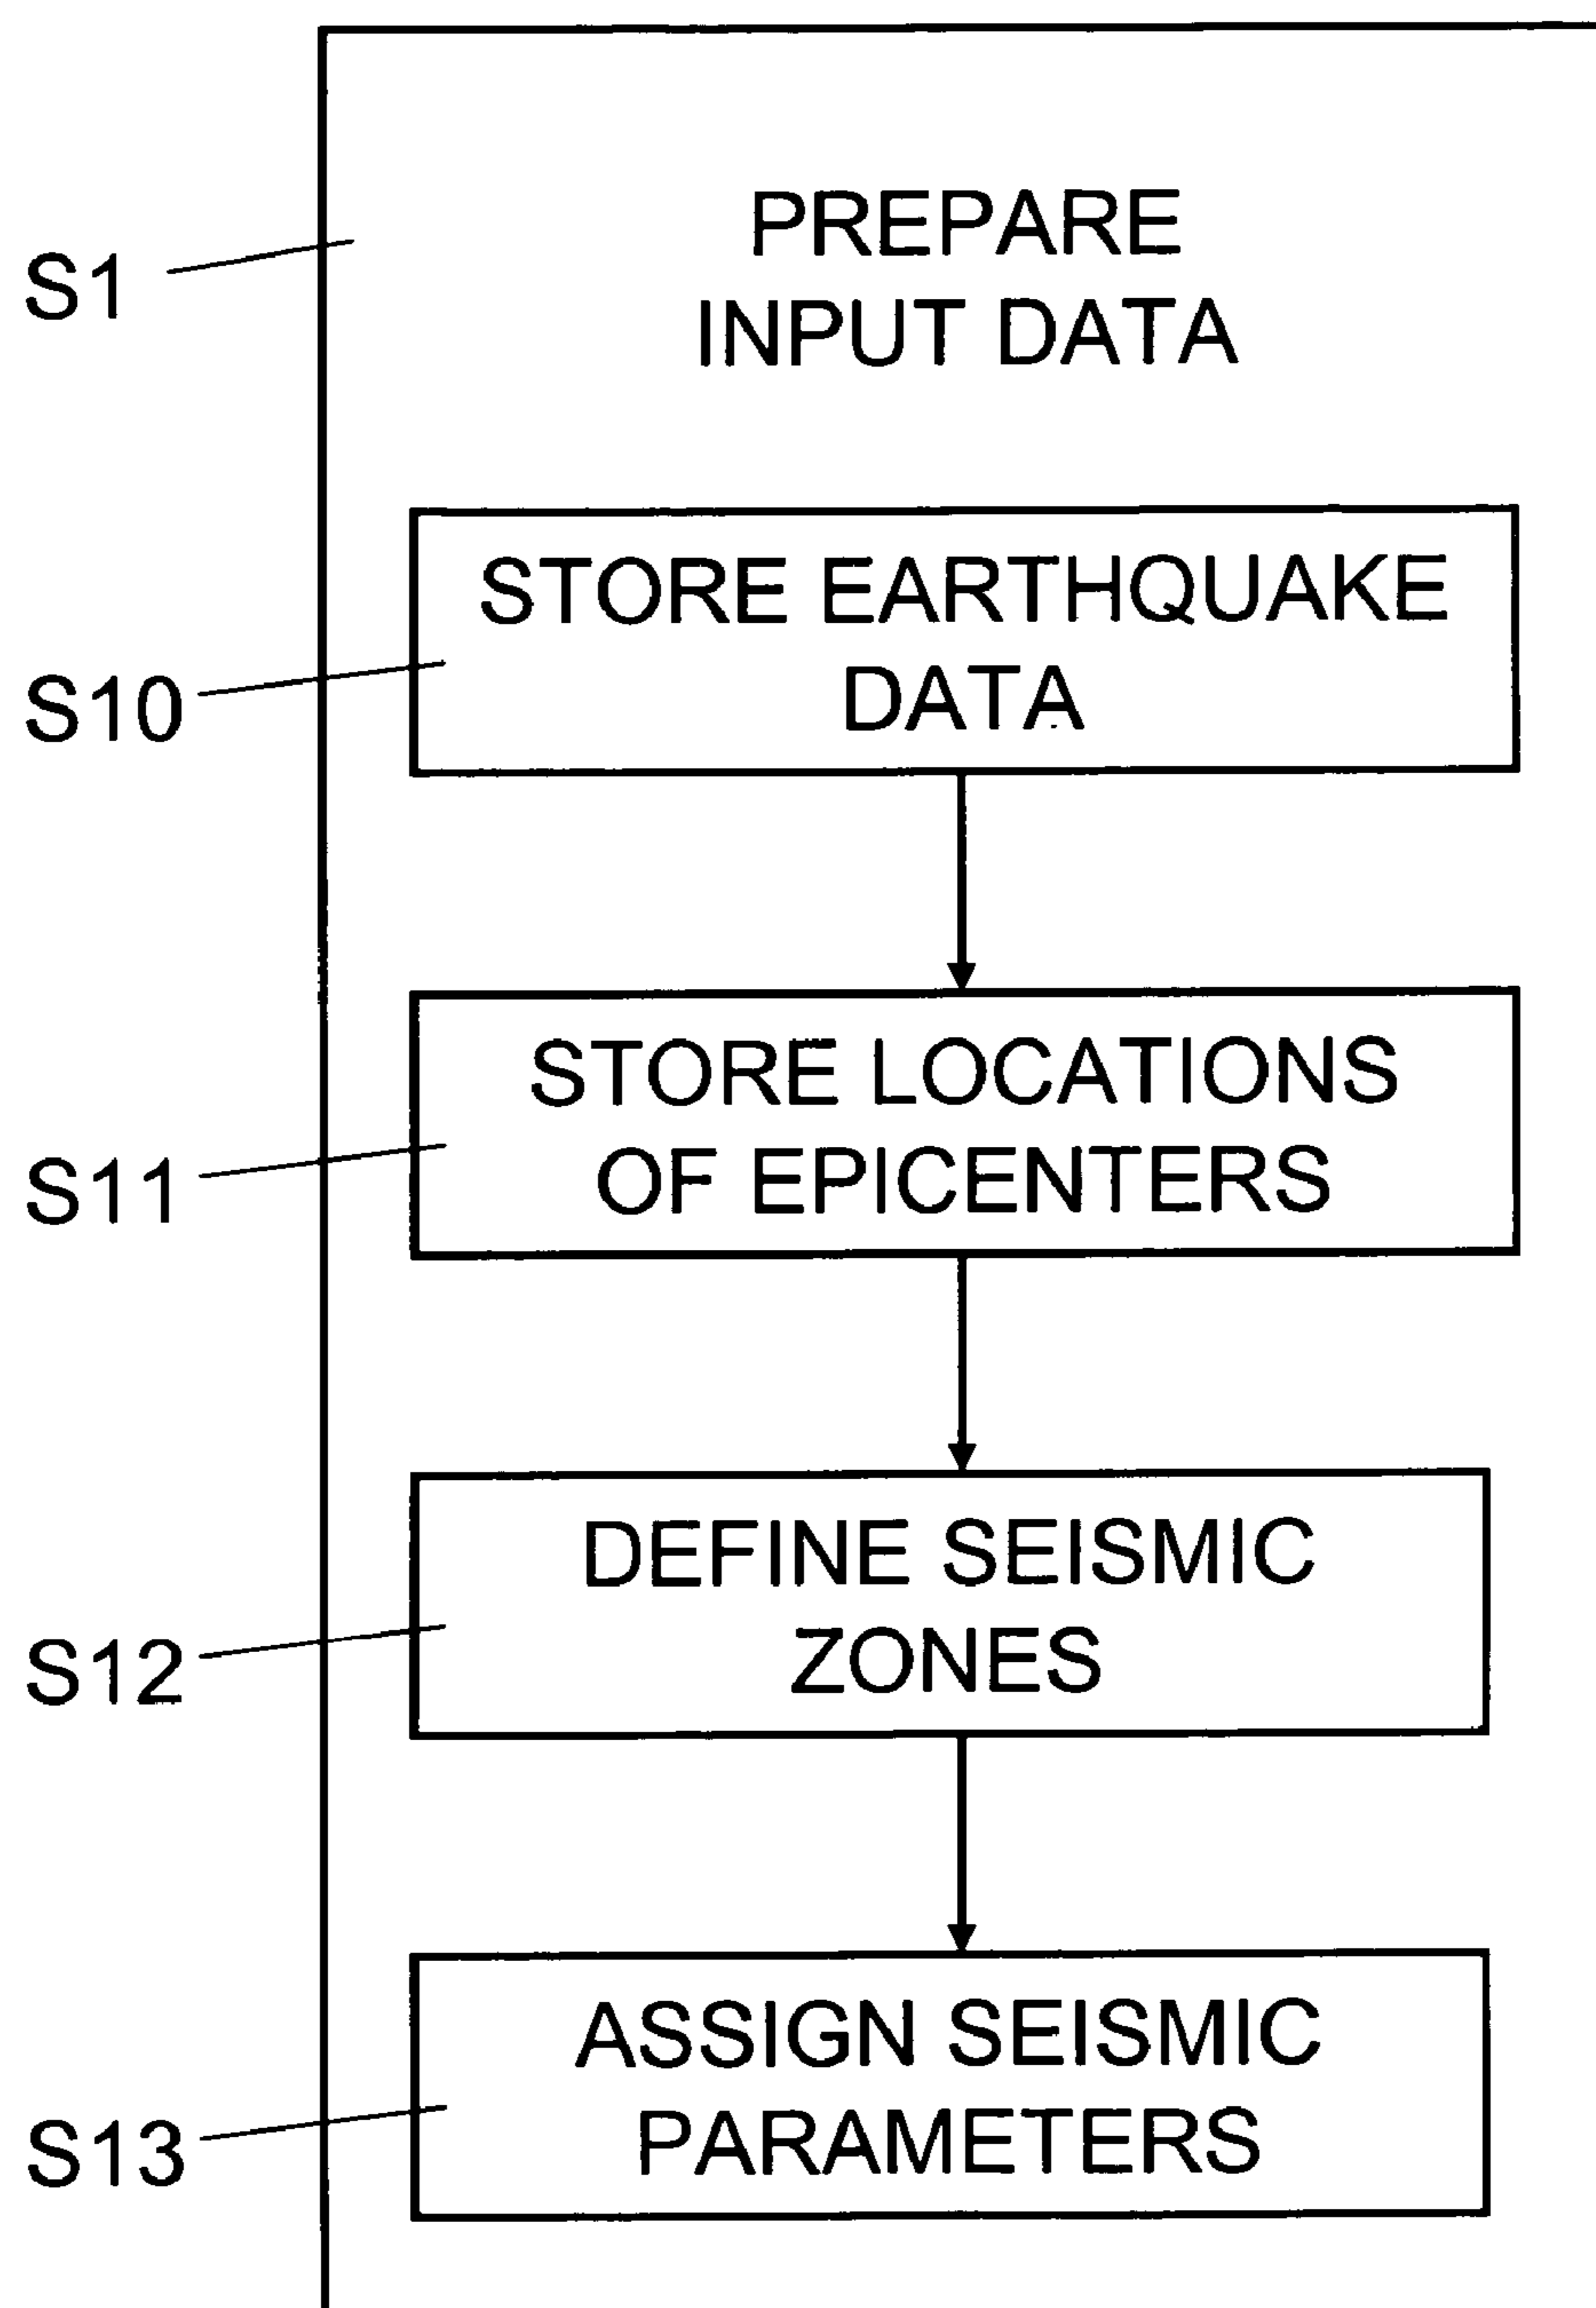 PREPARE
INPUT DATA
S1
STORE EARTHQUAKE
DATA
S10
STORE LOCATIONS
OF EPICENTERS
S11
DEFINE SEISMIC
ZONES
S12
ASSIGN SEISMIC
PARAMETERS
S13